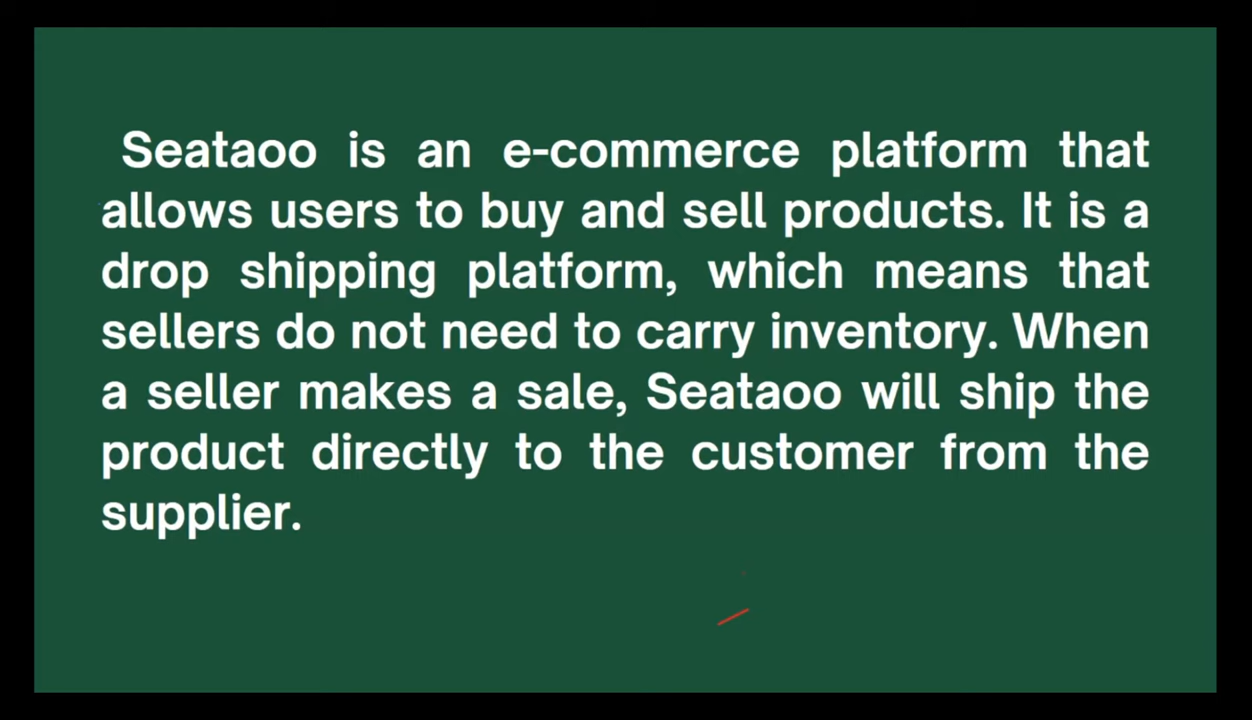 Seataoo is an e-commerce platform that
allows users to buy and sell products. It is a
drop shipping platform, which means that
sellers do not need to carry inventory. When
a seller makes a sale, Seataoo will ship the
product directly to the customer from the
supplier.